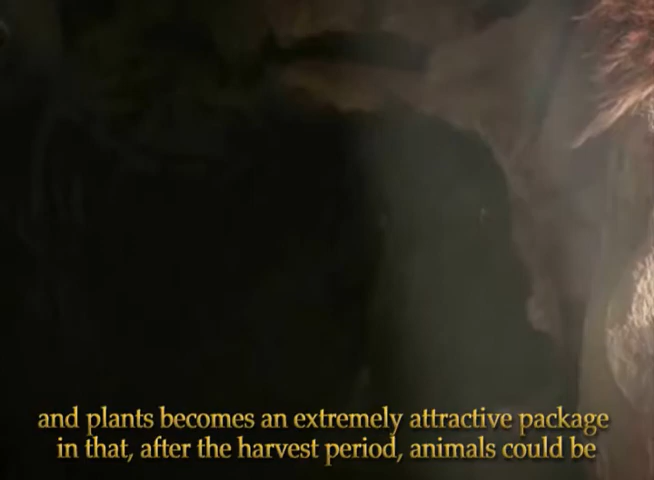 and plants becomes an extremely attractive package
in that, after the harvest period, animals could be